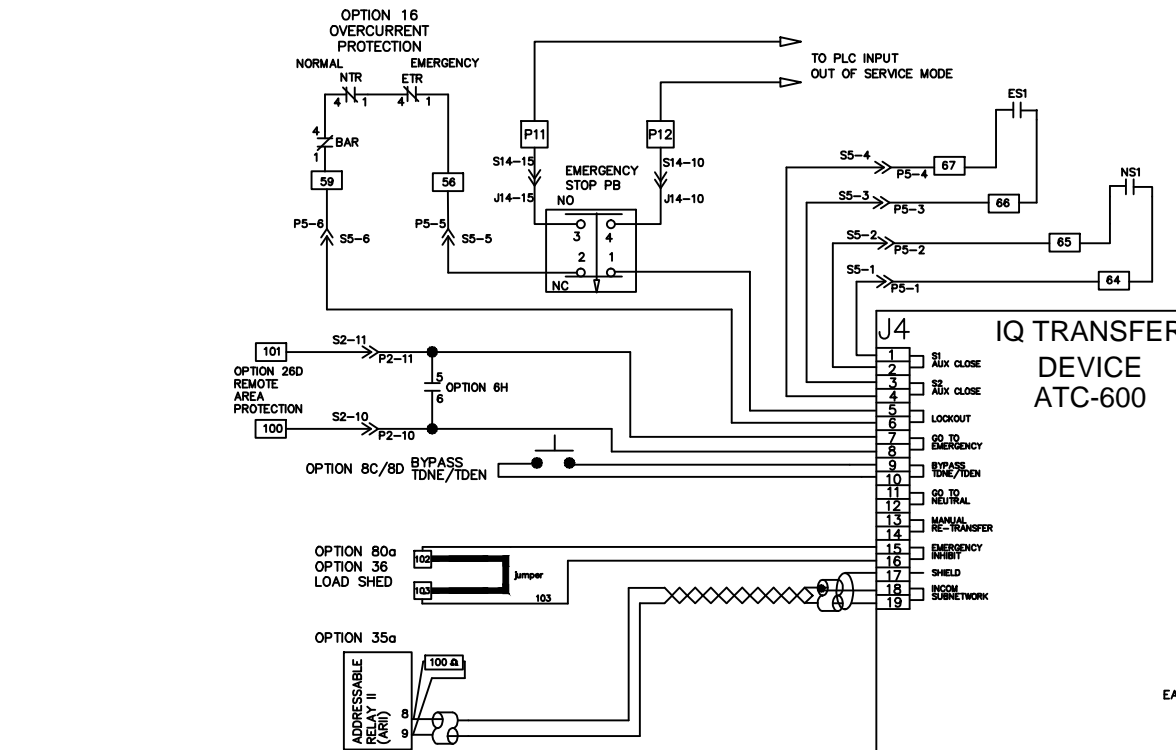 OPTION 16
OVERCURRENT
PROTECTION
NORMAL
EMERGENCY
NTR
ETR
4
1
4
1
4
BAR
1
59
56
P5-6
S5-6
P5-5
S5-5
TO PLC INPUT
OUT OF SERVICE MODE
P11
P12
S14-15
S14-10
J14-15
J14-10
EMERGENCY
STOP PB
NO
3
4
2
1
NC
ES1
S5-4
P5-4
67
S5-3
P5-3
66
NS1
S5-2
P5-2
65
S5-1
P5-1
64
101
S2-11
P2-11
OPTION 26D
REMOTE
AREA
PROTECTION
5
6
OPTION 6H
100
S2-10
P2-10
OPTION 8C/8D
BYPASS
TDNE/TDEN
OPTION 80a
OPTION 36
LOAD SHED
102
103
jumper
103
OPTION 35a
ADDRESSABLE
RELAY II
(ARII)
100 Ω
8
9
J4
IQ TRANSFER
DEVICE
ATC-600
1
2
3
4
5
6
7
8
9
10
11
12
13
14
15
16
17
18
19
S1
AUX CLOSE
S2
AUX CLOSE
LOCKOUT
GO TO
EMERGENCY
BYPASS
TDNE/TDEN
GO TO
NEUTRAL
MANUAL
RE-TRANSFER
EMERGENCY
INHIBIT
SHIELD
INCOM
SUBNETWORK
EA